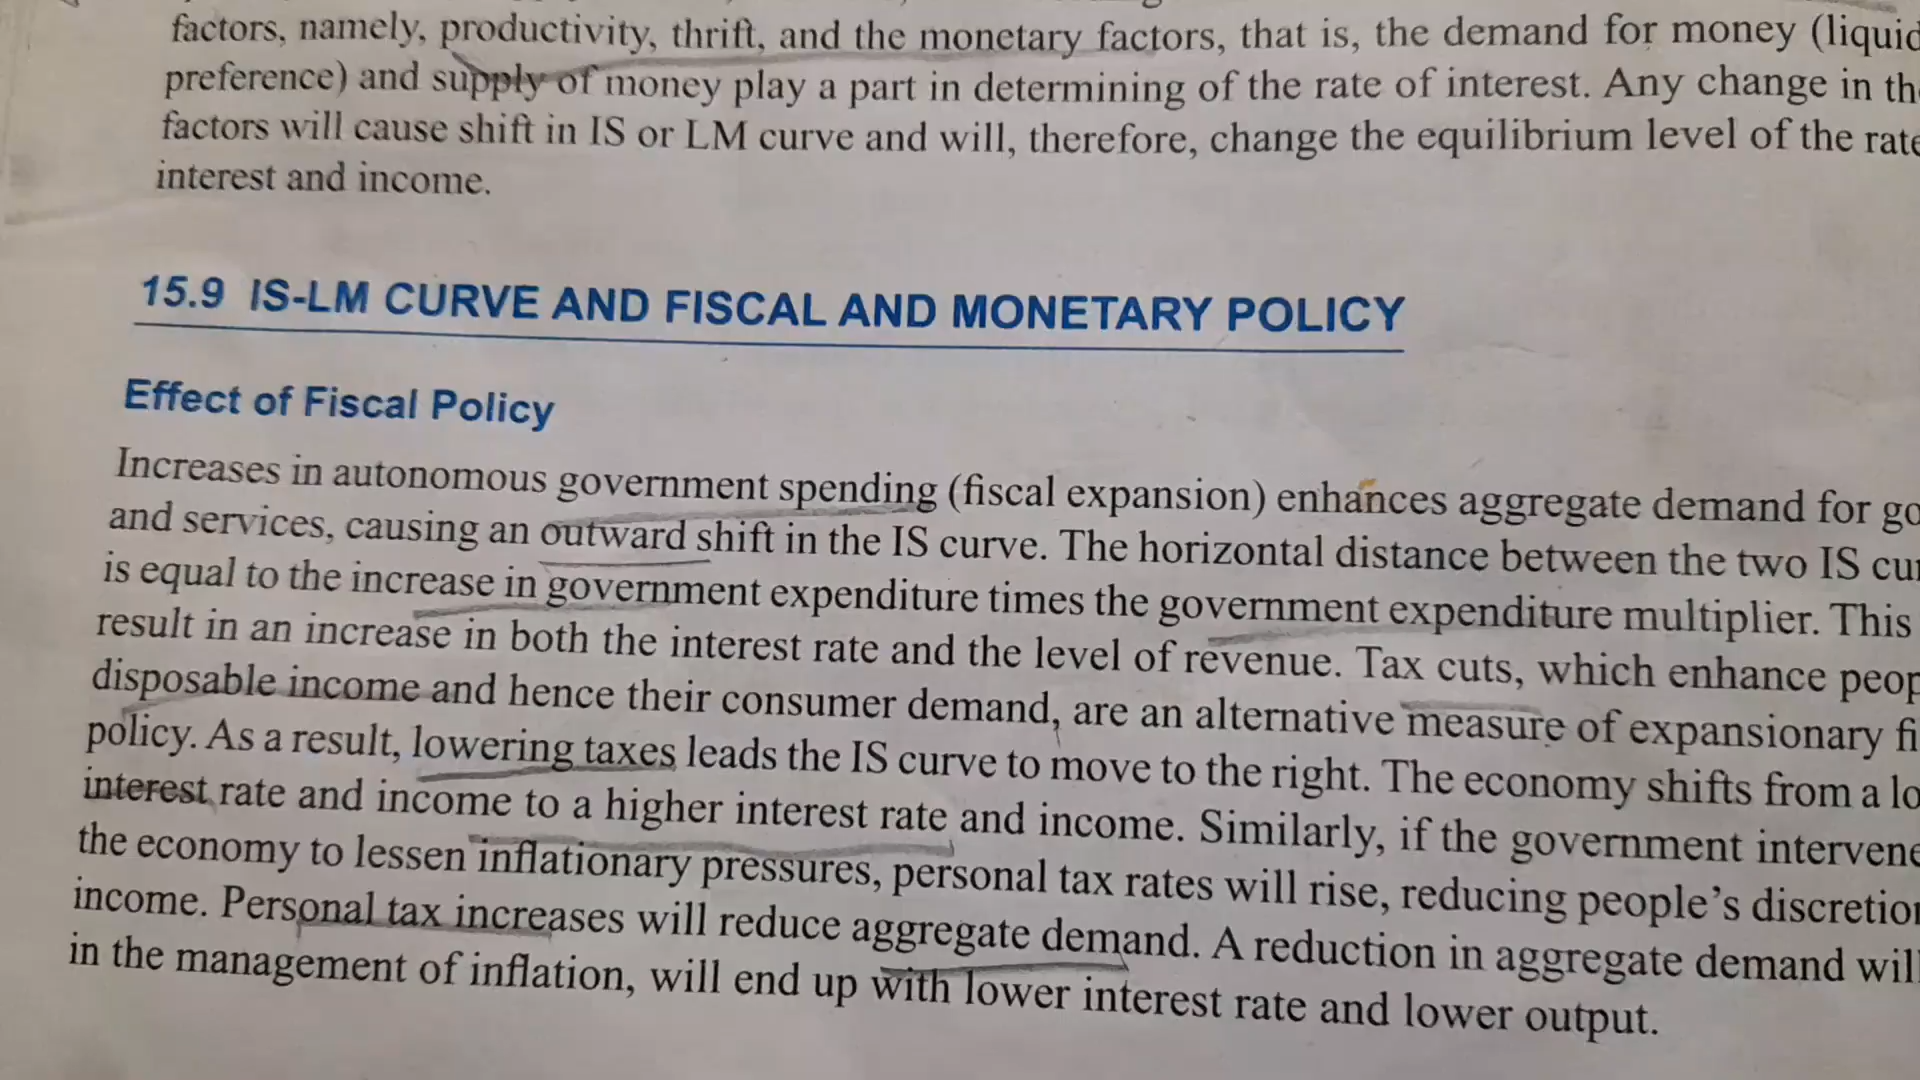 factors, namely, productivity, thrift, and the monetary factors, that is, the demand for money (liquid
preference) and supply of money play a part in determining of the rate of interest. Any change in th
factors will cause shift in IS or LM curve and will, therefore, change the equilibrium level of the rate
interest and income.
15.9 IS-LM CURVE AND FISCAL AND MONETARY POLICY
Effect of Fiscal Policy
Increases in autonomous government spending (fiscal expansion) enhances aggregate demand for go
and services, causing an outward shift in the IS curve. The horizontal distance between the two IS cur
is equal to the increase in government expenditure times the government expenditure multiplier. This
result in an increase in both the interest rate and the level of revenue. Tax cuts, which enhance peop
disposable income and hence their consumer demand, are an alternative measure of expansionary fi
policy. As a result, lowering taxes leads the IS curve to move to the right. The economy shifts from a lo
interest rate and income to a higher interest rate and income. Similarly, if the government intervene
the economy to lessen inflationary pressures, personal tax rates will rise, reducing people's discretion
income. Personal tax increases will reduce aggregate demand. A reduction in aggregate demand will
in the management of inflation, will end up with lower interest rate and lower output.